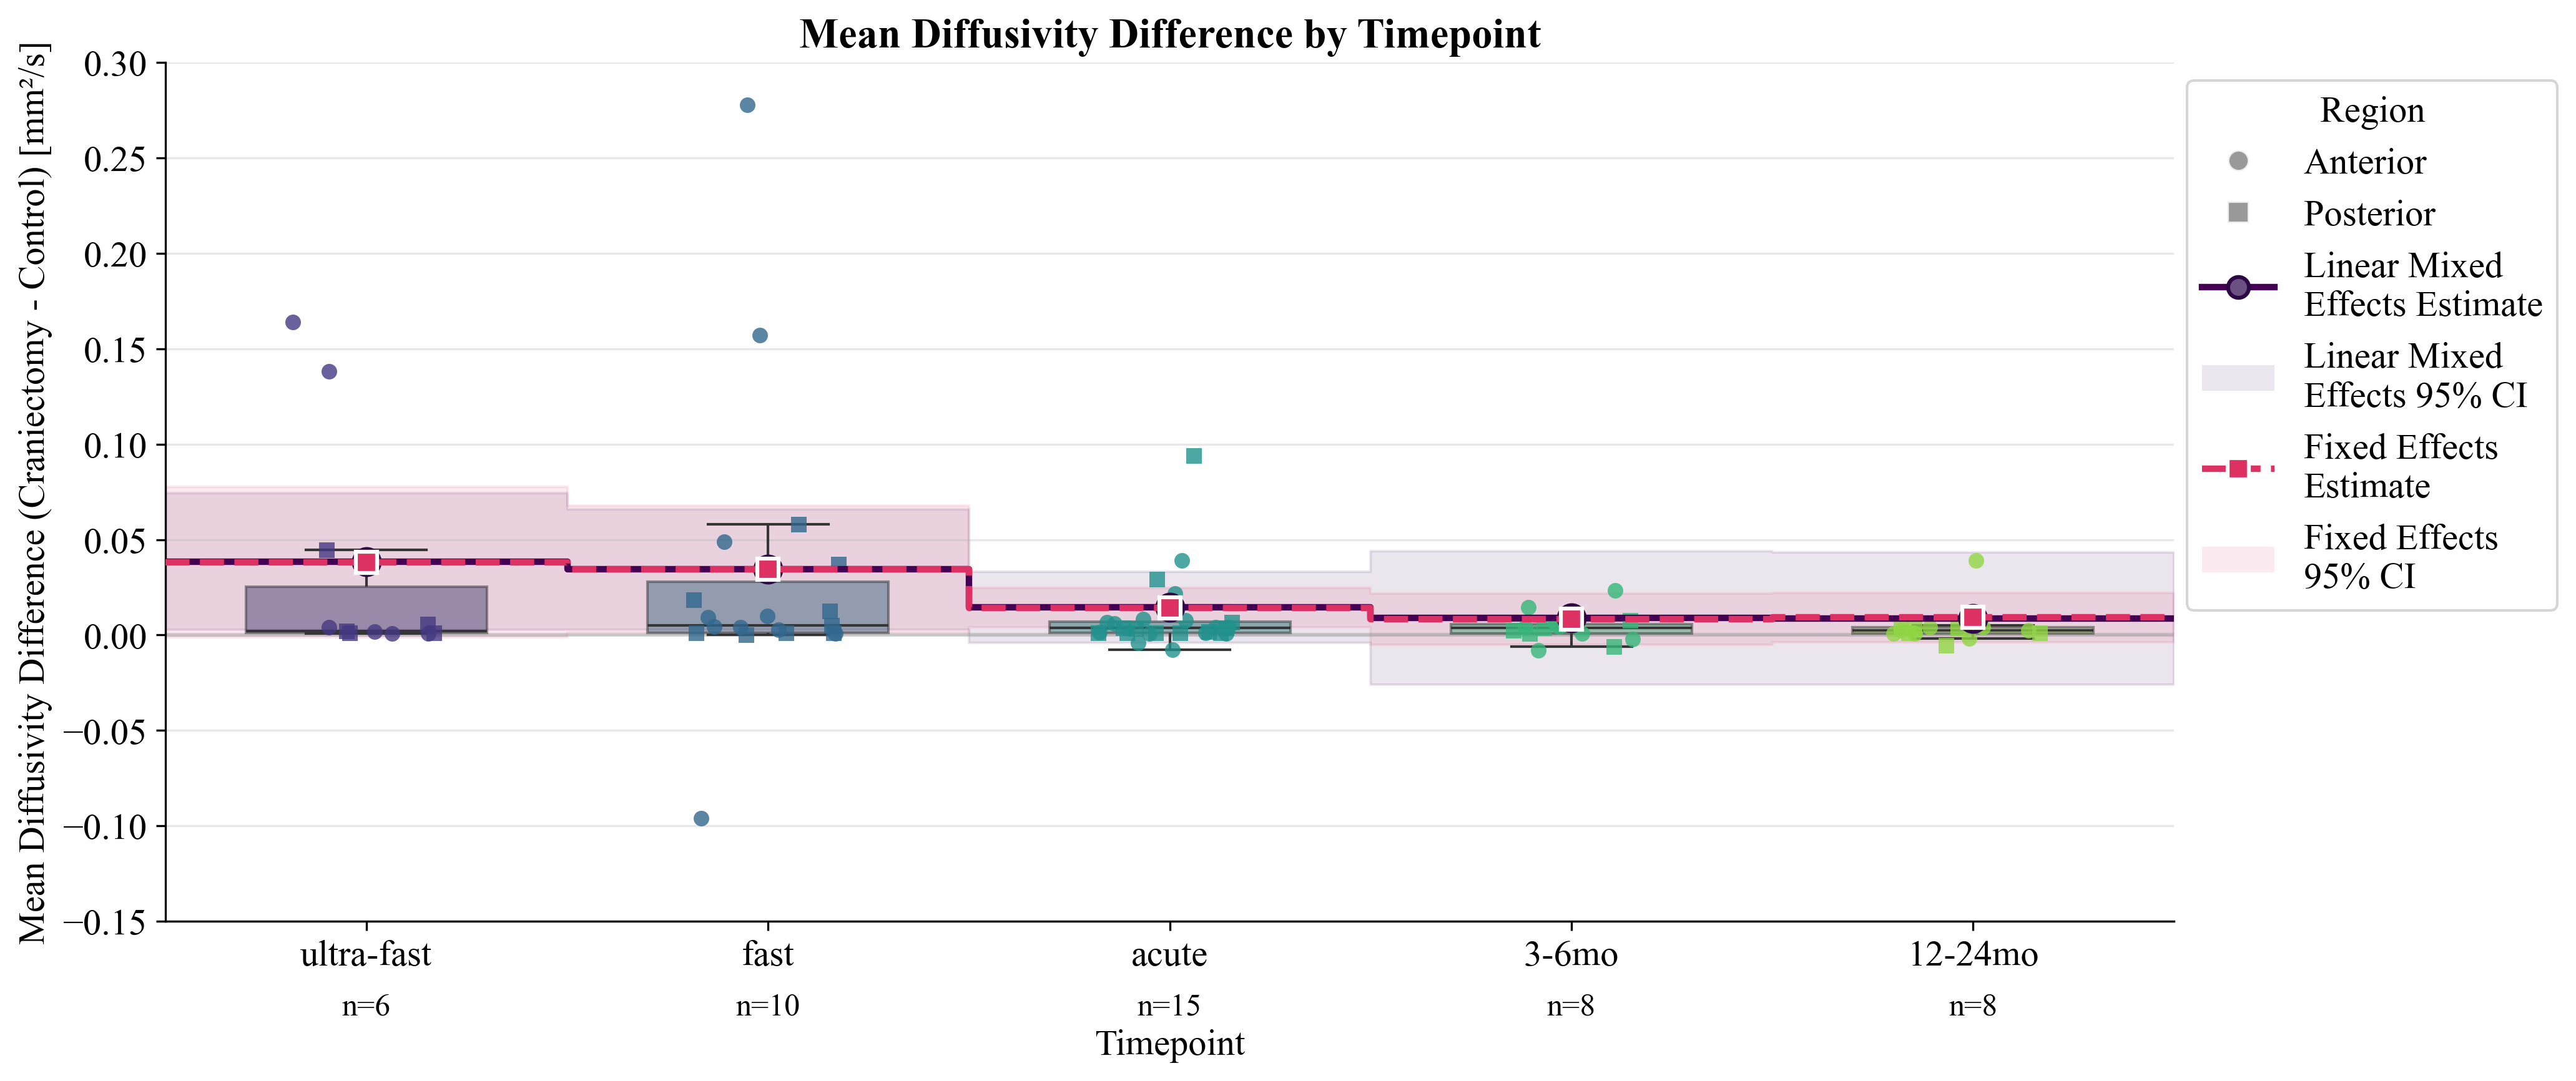 Mean Diffusivity Difference by Timepoint
Mean Diffusivity Difference (Craniectomy - Control) [mm²/s]
0.30
0.25
0.20
0.15
0.10
0.05
0.00
−0.05
−0.10
−0.15
ultra-fast
fast
acute
3-6mo
12-24mo
n=6
n=10
n=15
n=8
n=8
Timepoint
Region
Anterior
Posterior
Linear Mixed
Effects Estimate
Linear Mixed
Effects 95% CI
Fixed Effects
Estimate
Fixed Effects
95% CI